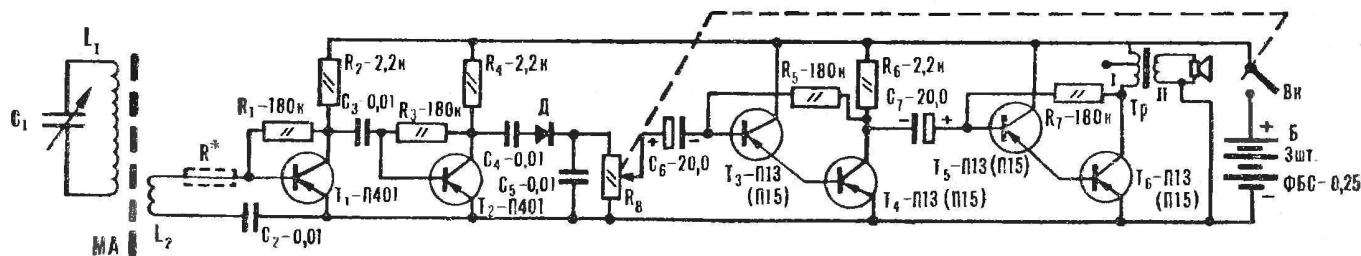 L₁
C₁
МА
L₂
R*
C₂-0,01
R₁-180к
R₂-2,2к
T₁-П401
C₃-0,01
R₃-180к
R₄-2,2к
T₂-П401
C₄-0,01
Д
C₅-0,01
R₈
+ -
C₆-20,0
T₃-П13
(П15)
R₅-180к
R₆-2,2к
C₇-20,0
- +
T₄-П13 (П15)
T₅-П13 (П15)
R₇-180к
T₆-П13
(П15)
I
II
Тр
Вк
+
Б
3шт.
ФБС-0,25
-